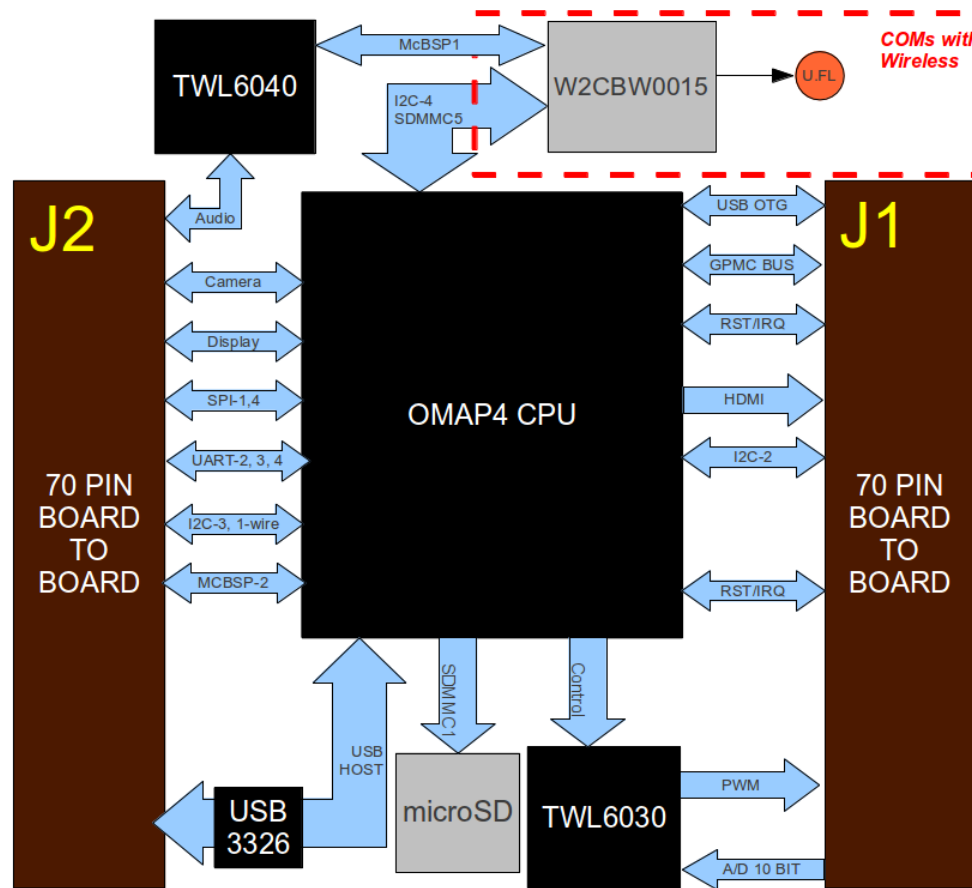 McBSP1
COMs with
Wireless
TWL6040
W2CBW0015
U.FL
I2C-4
SDMMC5
J2
Audio
USB OTG
J1
GPMC BUS
Camera
RST/IRQ
Display
HDMI
SPI-1,4
OMAP4 CPU
I2C-2
UART-2, 3, 4
70 PIN
BOARD
TO
BOARD
I2C-3, 1-wire
MCBSP-2
70 PIN
BOARD
TO
BOARD
RST/IRQ
SDMMC1
Control
USB
HOST
USB
3326
microSD
TWL6030
PWM
A/D 10 BIT